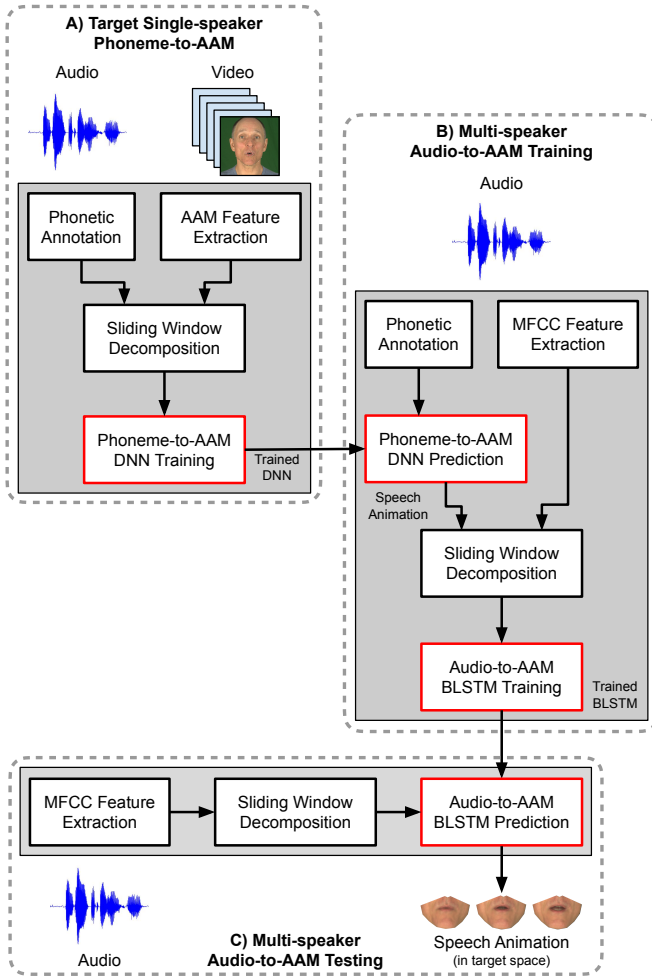 A) Target Single-speaker
Phoneme-to-AAM
Audio
Video
Phonetic
Annotation
AAM Feature
Extraction
Sliding Window
Decomposition
Phoneme-to-AAM
DNN Training
Trained
DNN
B) Multi-speaker
Audio-to-AAM Training
Audio
Phonetic
Annotation
MFCC Feature
Extraction
Phoneme-to-AAM
DNN Prediction
Speech
Animation
Sliding Window
Decomposition
Audio-to-AAM
BLSTM Training
Trained
BLSTM
MFCC Feature
Extraction
Sliding Window
Decomposition
Audio-to-AAM
BLSTM Prediction
Audio
C) Multi-speaker
Audio-to-AAM Testing
Speech Animation
(in target space)